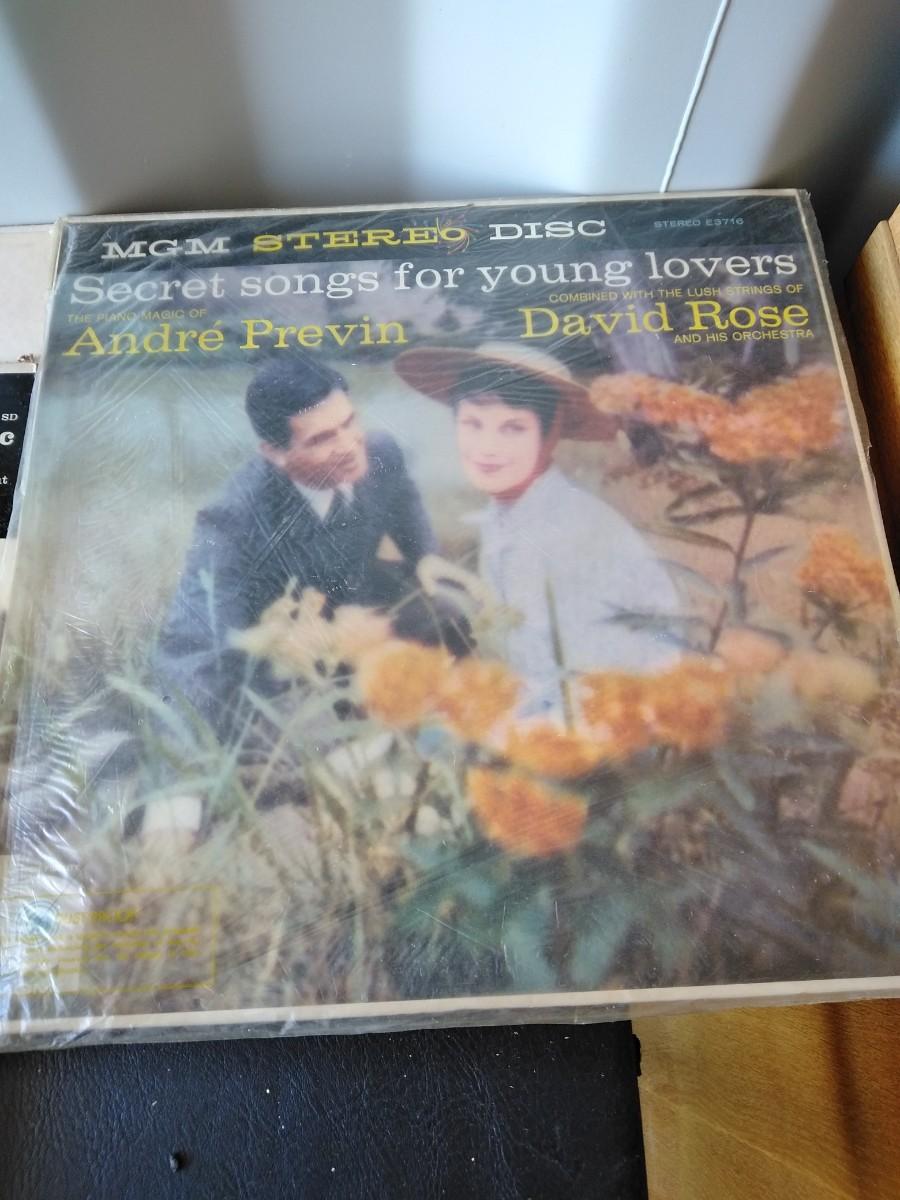 MGM STEREO DISC
STEREO E3716
Secret songs for young lovers
THE PIANO MAGIC OF
André Previn
COMBINED WITH THE LUSH STRINGS OF
David Rose
AND HIS ORCHESTRA
SD
c